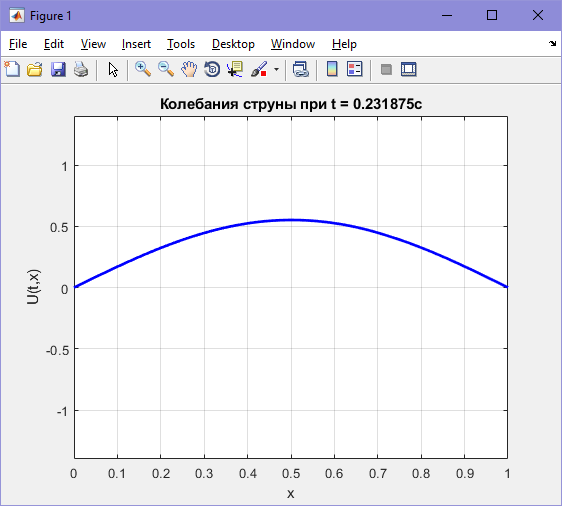 Figure 1
File Edit View Insert Tools Desktop Window Help
Колебания струны при t = 0.231875с
1
0.5
0
-0.5
-1
U(t,x)
0 0.1 0.2 0.3 0.4 0.5 0.6 0.7 0.8 0.9 1
x